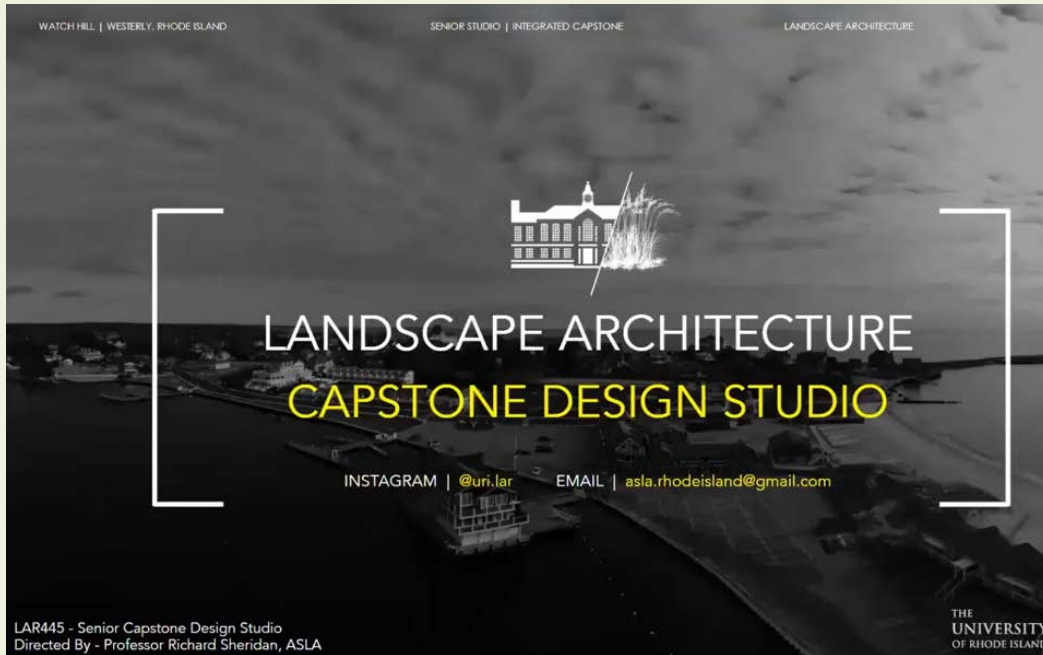 WATCH HILL | WESTERLY, RHODE ISLAND
SENIOR STUDIO | INTEGRATED CAPSTONE
LANDSCAPE ARCHITECTURE
LANDSCAPE ARCHITECTURE
CAPSTONE DESIGN STUDIO
INSTAGRAM | @uri.lar EMAIL | asla.rhodeisland@gmail.com
LAR445 - Senior Capstone Design Studio
Directed By - Professor Richard Sheridan, ASLA
THE
UNIVERSITY
OF RHODE ISLAND